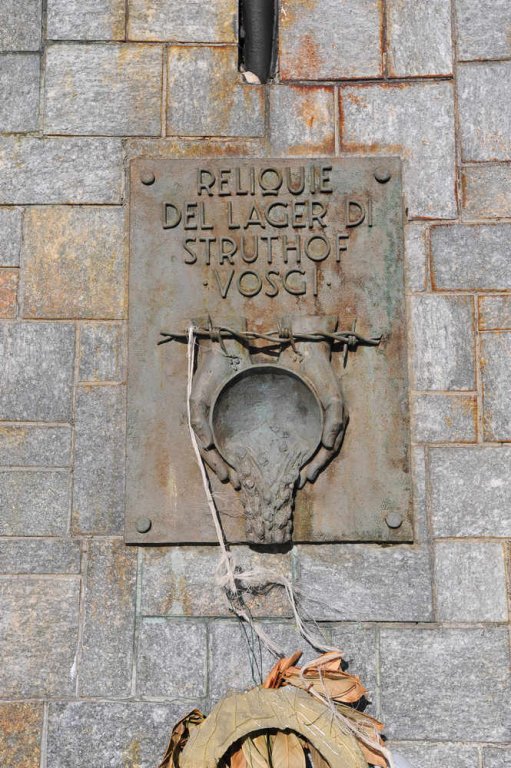 RELIQUIE
DEL LAGER DI
STRUTHOF
·VOSGI·